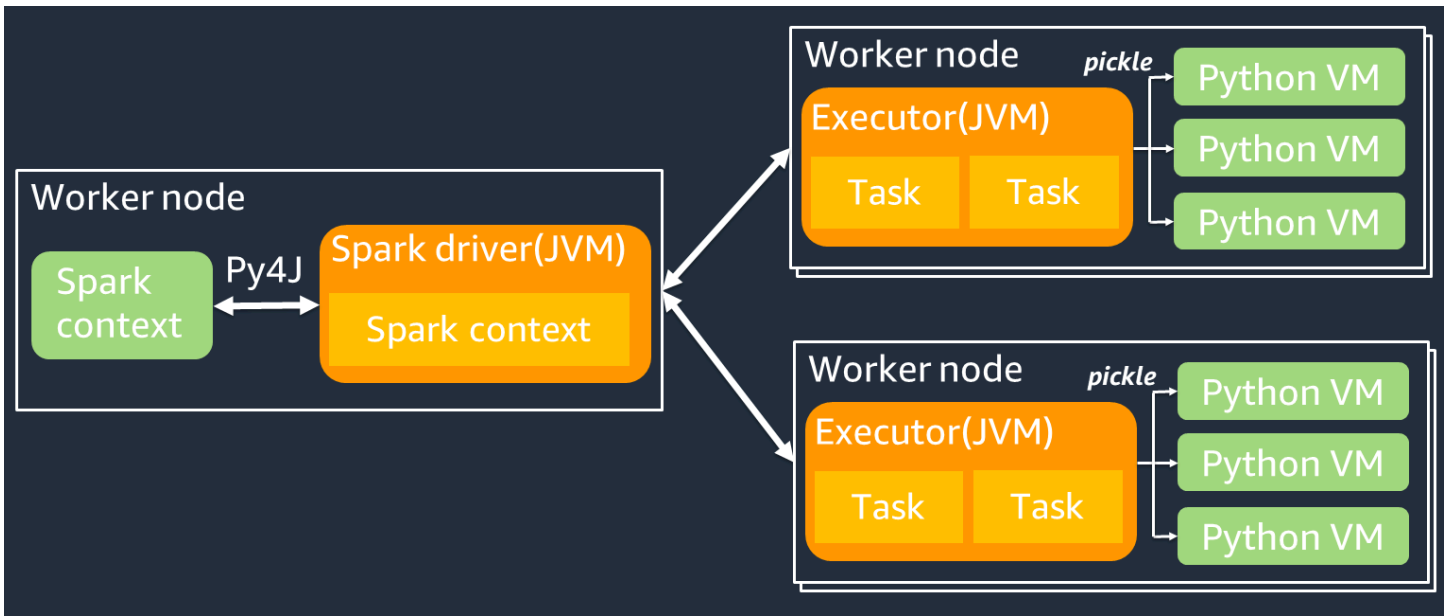 Worker node
Spark
context
Py4J
Spark driver(JVM)
Spark context
Worker node
pickle
Executor(JVM)
Task
Task
Python VM
Python VM
Python VM
Worker node
pickle
Executor(JVM)
Task
Task
Python VM
Python VM
Python VM